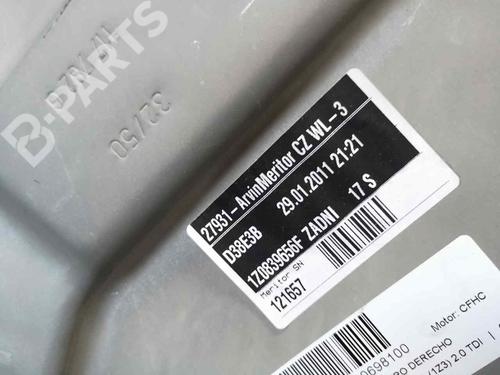 B-PARTS
32/50
27931-ArvinMeritor CZ WL-3
D38E3B 29.01.2011 21:21
1Z0839656F ZADNI 17 S
Meritor SN
121657
Motor: CFHC
0698100
RO DERECHO
(1Z3) 2.0 TDI |